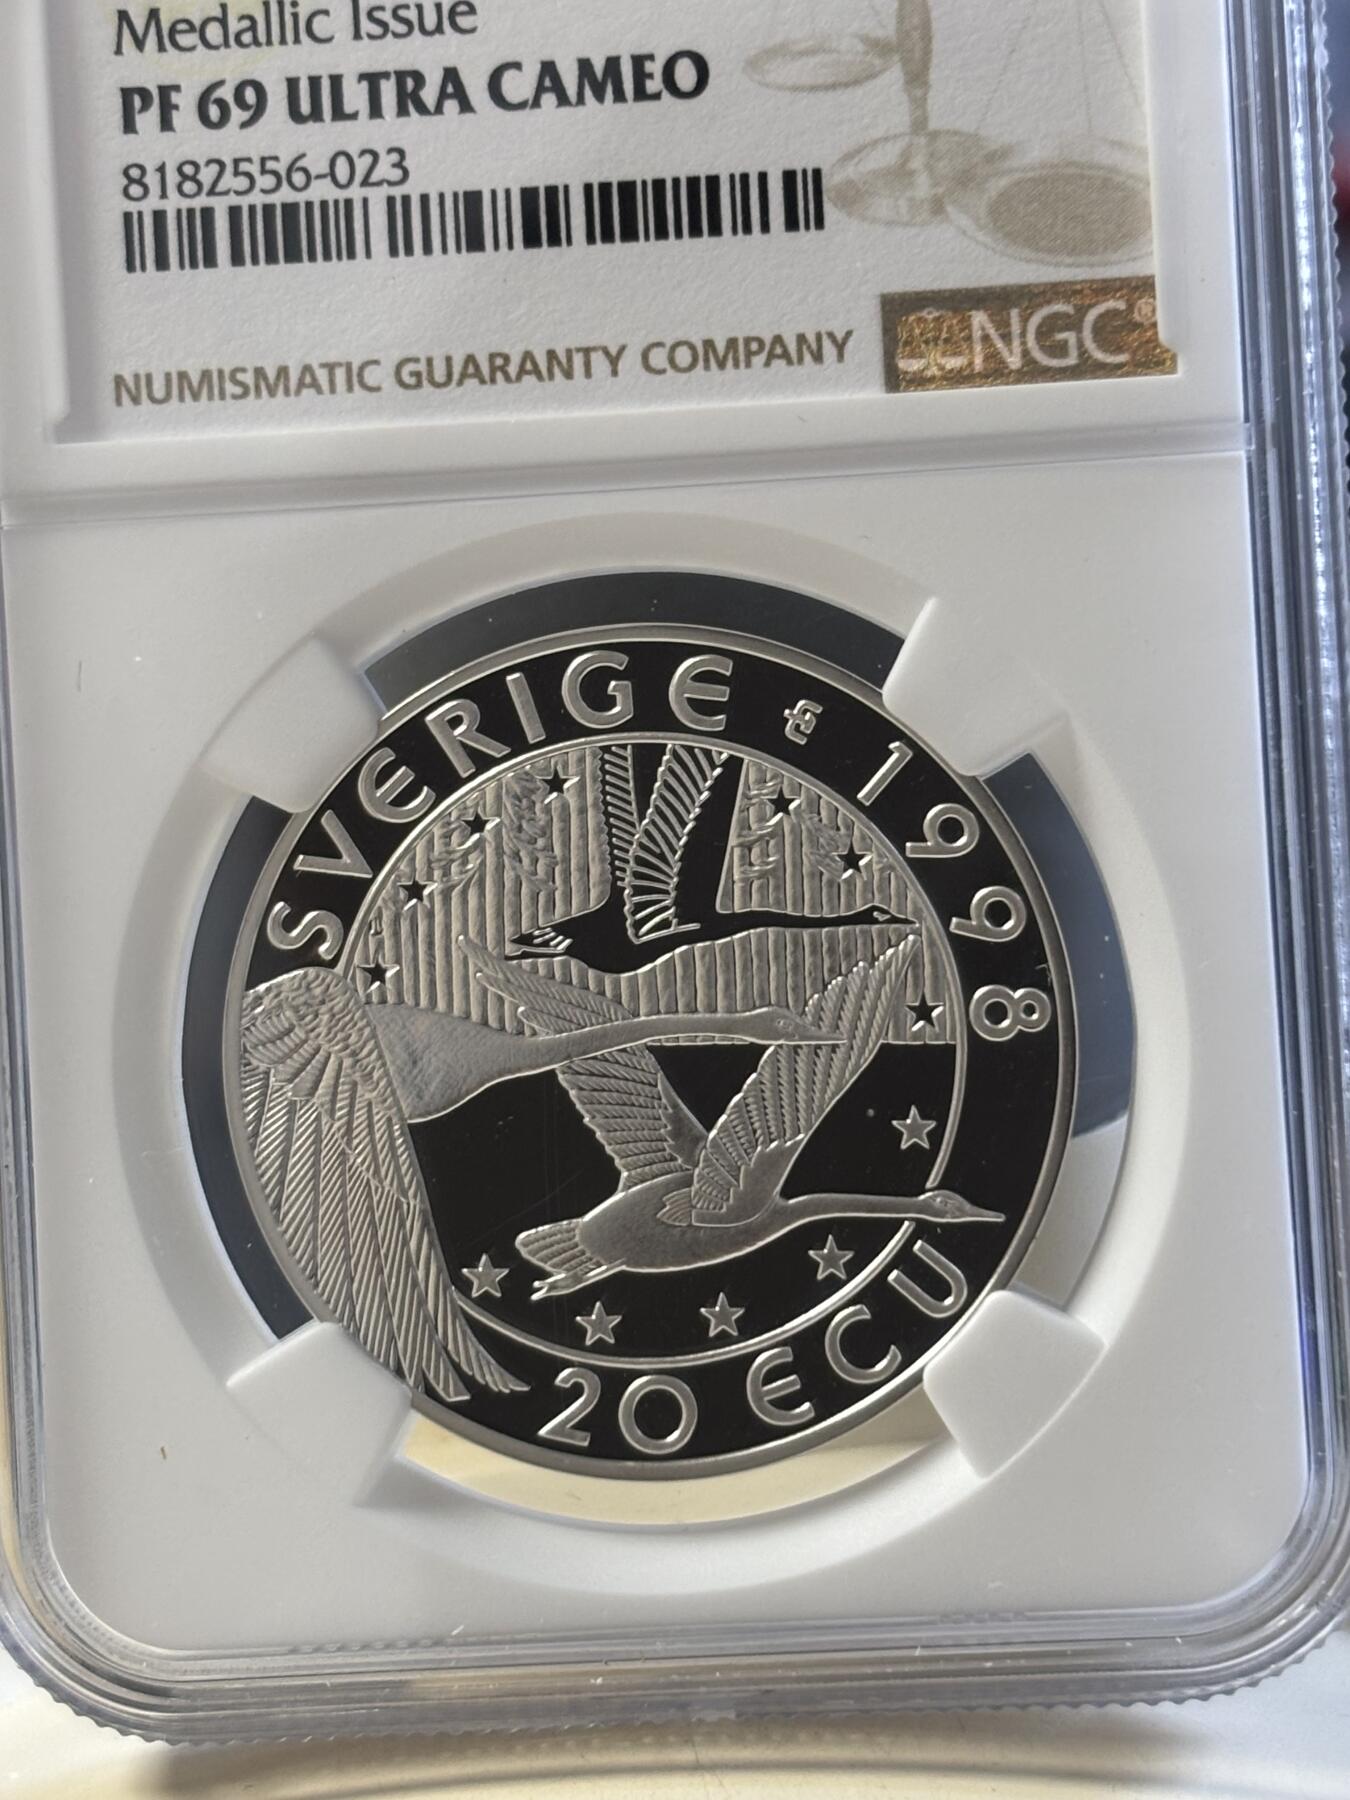 Medallic Issue
PF 69 ULTRA CAMEO
8182556-023
NUMISMATIC GUARANTY COMPANY
NGC®
SVERIGE 1998
20 ECU